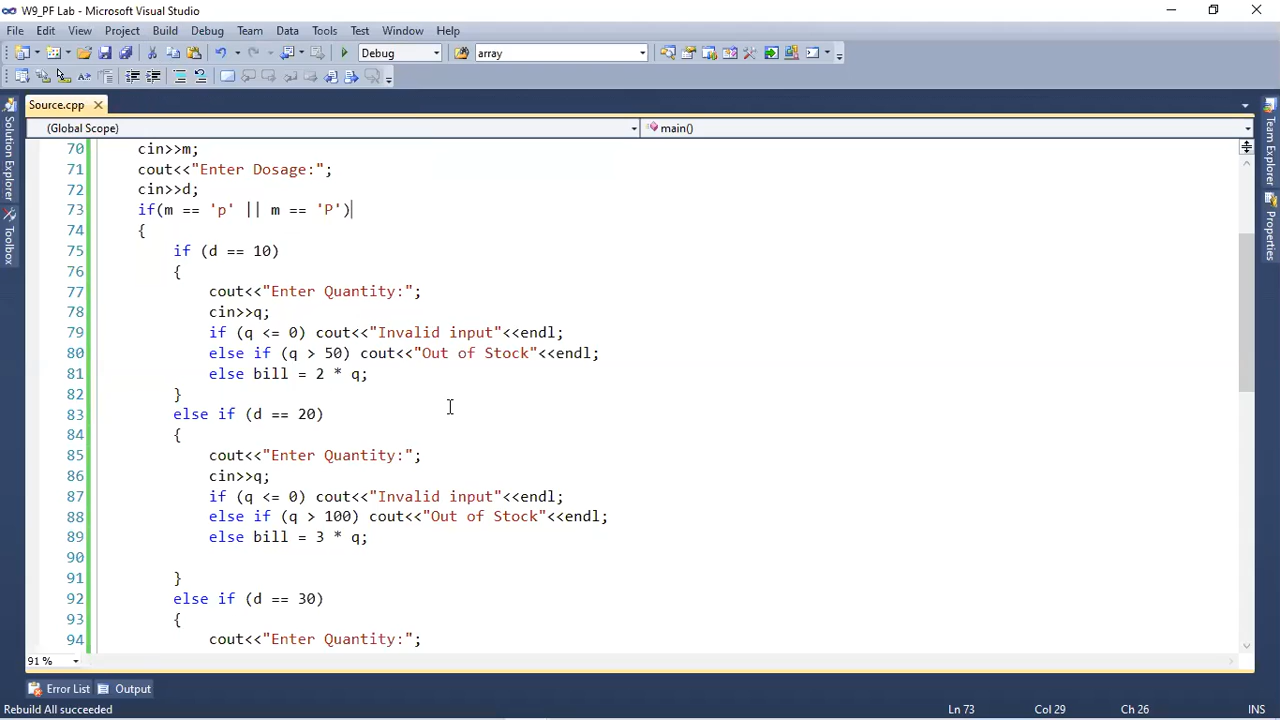 W9_PF Lab - Microsoft Visual Studio
File Edit View Project Build Debug Team Data Tools Test Window Help
Debug array
Source.cpp
(Global Scope) main()
70 cin>>m;
71 cout<<"Enter Dosage:";
72 cin>>d;
73 if(m == 'p' || m == 'P')
74 {
75 if (d == 10)
76 {
77 cout<<"Enter Quantity:";
78 cin>>q;
79 if (q <= 0) cout<<"Invalid input"<<endl;
80 else if (q > 50) cout<<"Out of Stock"<<endl;
81 else bill = 2 * q;
82 }
83 else if (d == 20)
84 {
85 cout<<"Enter Quantity:";
86 cin>>q;
87 if (q <= 0) cout<<"Invalid input"<<endl;
88 else if (q > 100) cout<<"Out of Stock"<<endl;
89 else bill = 3 * q;
90
91 }
92 else if (d == 30)
93 {
94 cout<<"Enter Quantity:";
91 %
Error List Output
Rebuild All succeeded Ln 73 Col 29 Ch 26 INS
Solution Explorer
Toolbox
Team Explorer
Properties